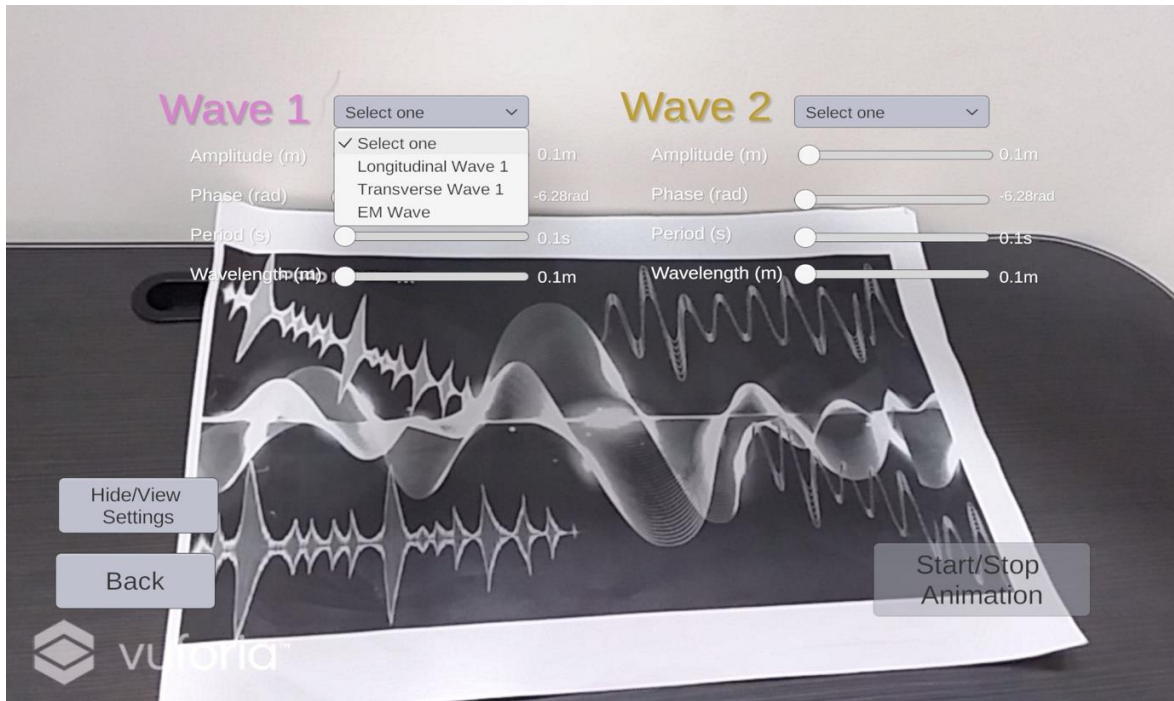 Wave 1
Select one
Select one
Longitudinal Wave 1
Transverse Wave 1
EM Wave
Amplitude (m)
0.1m
Phase (rad)
-6.28rad
Period (s)
0.1s
Wavelength (m)
0.1m
Wave 2
Select one
Amplitude (m)
0.1m
Phase (rad)
-6.28rad
Period (s)
0.1s
Wavelength (m)
0.1m
Hide/View
Settings
Back
Start/Stop
Animation
vuforia